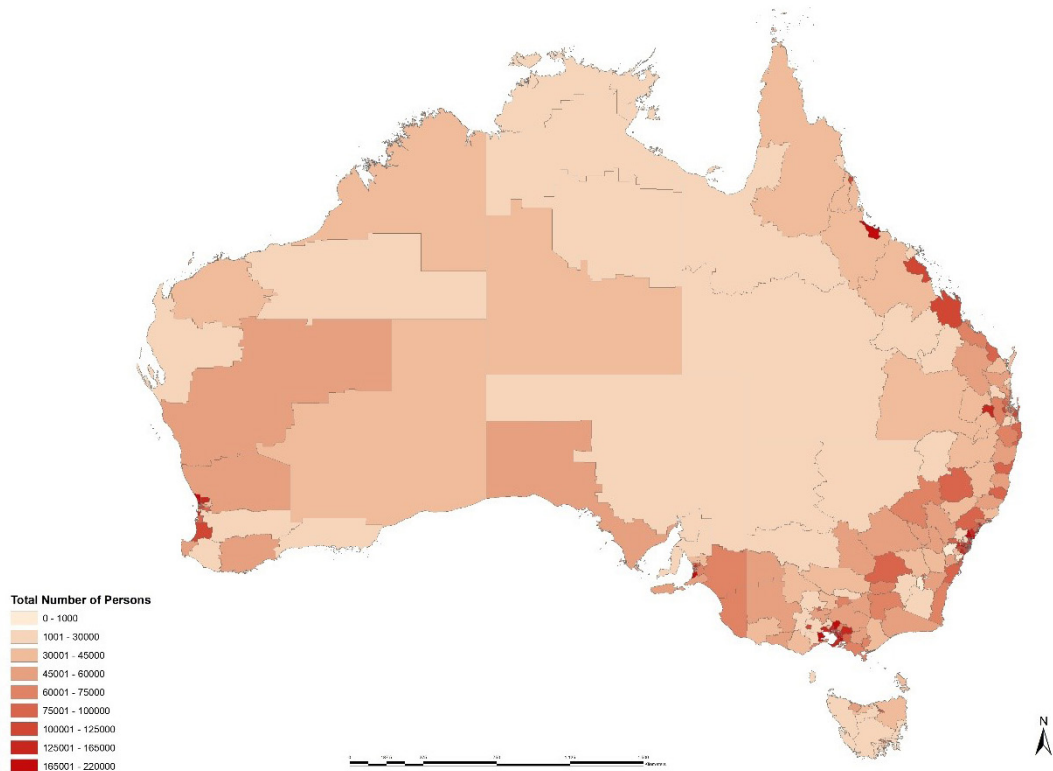 Total Number of Persons
0 - 1000
1001 - 30000
30001 - 45000
45001 - 60000
60001 - 75000
75001 - 100000
100001 - 125000
125001 - 165000
165001 - 220000
N